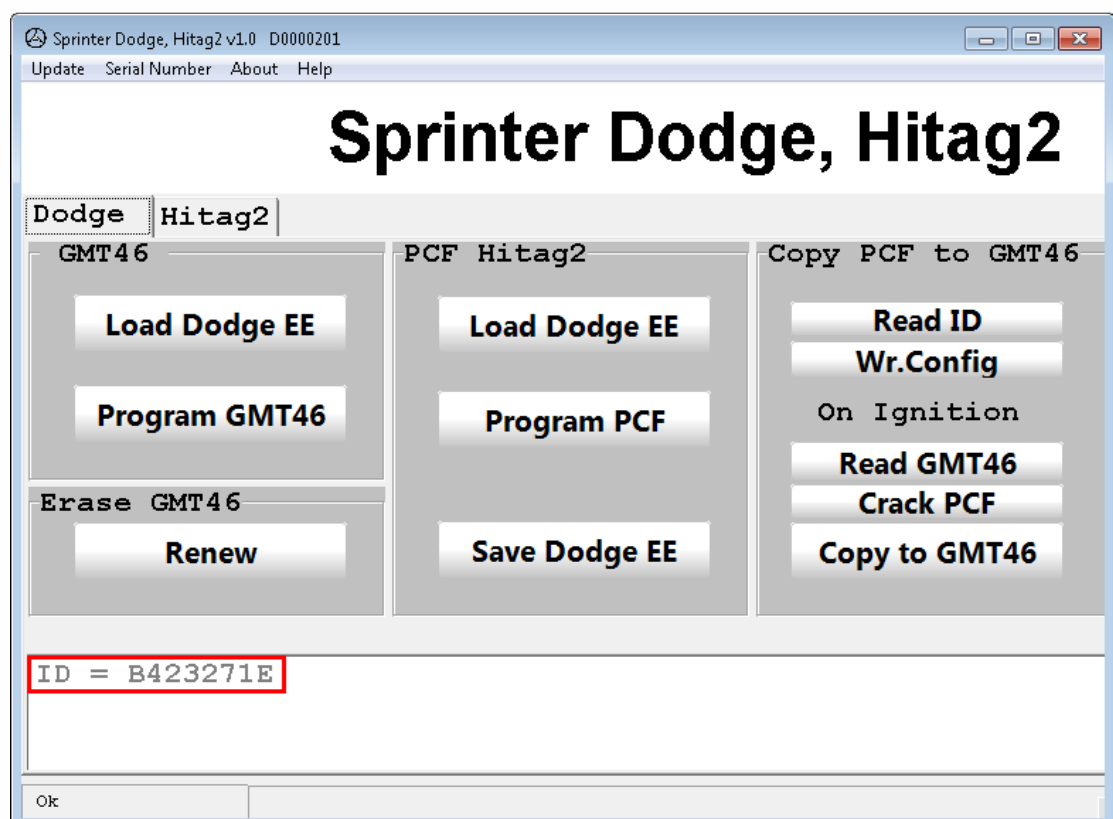 Sprinter Dodge, Hitag2 v1.0 D0000201
Update Serial Number About Help
Sprinter Dodge, Hitag2
Dodge Hitag2
GMT46
Load Dodge EE
Program GMT46
Erase GMT46
Renew
PCF Hitag2
Load Dodge EE
Program PCF
Save Dodge EE
Copy PCF to GMT46
Read ID
Wr.Config
On Ignition
Read GMT46
Crack PCF
Copy to GMT46
ID = B423271E
Ok